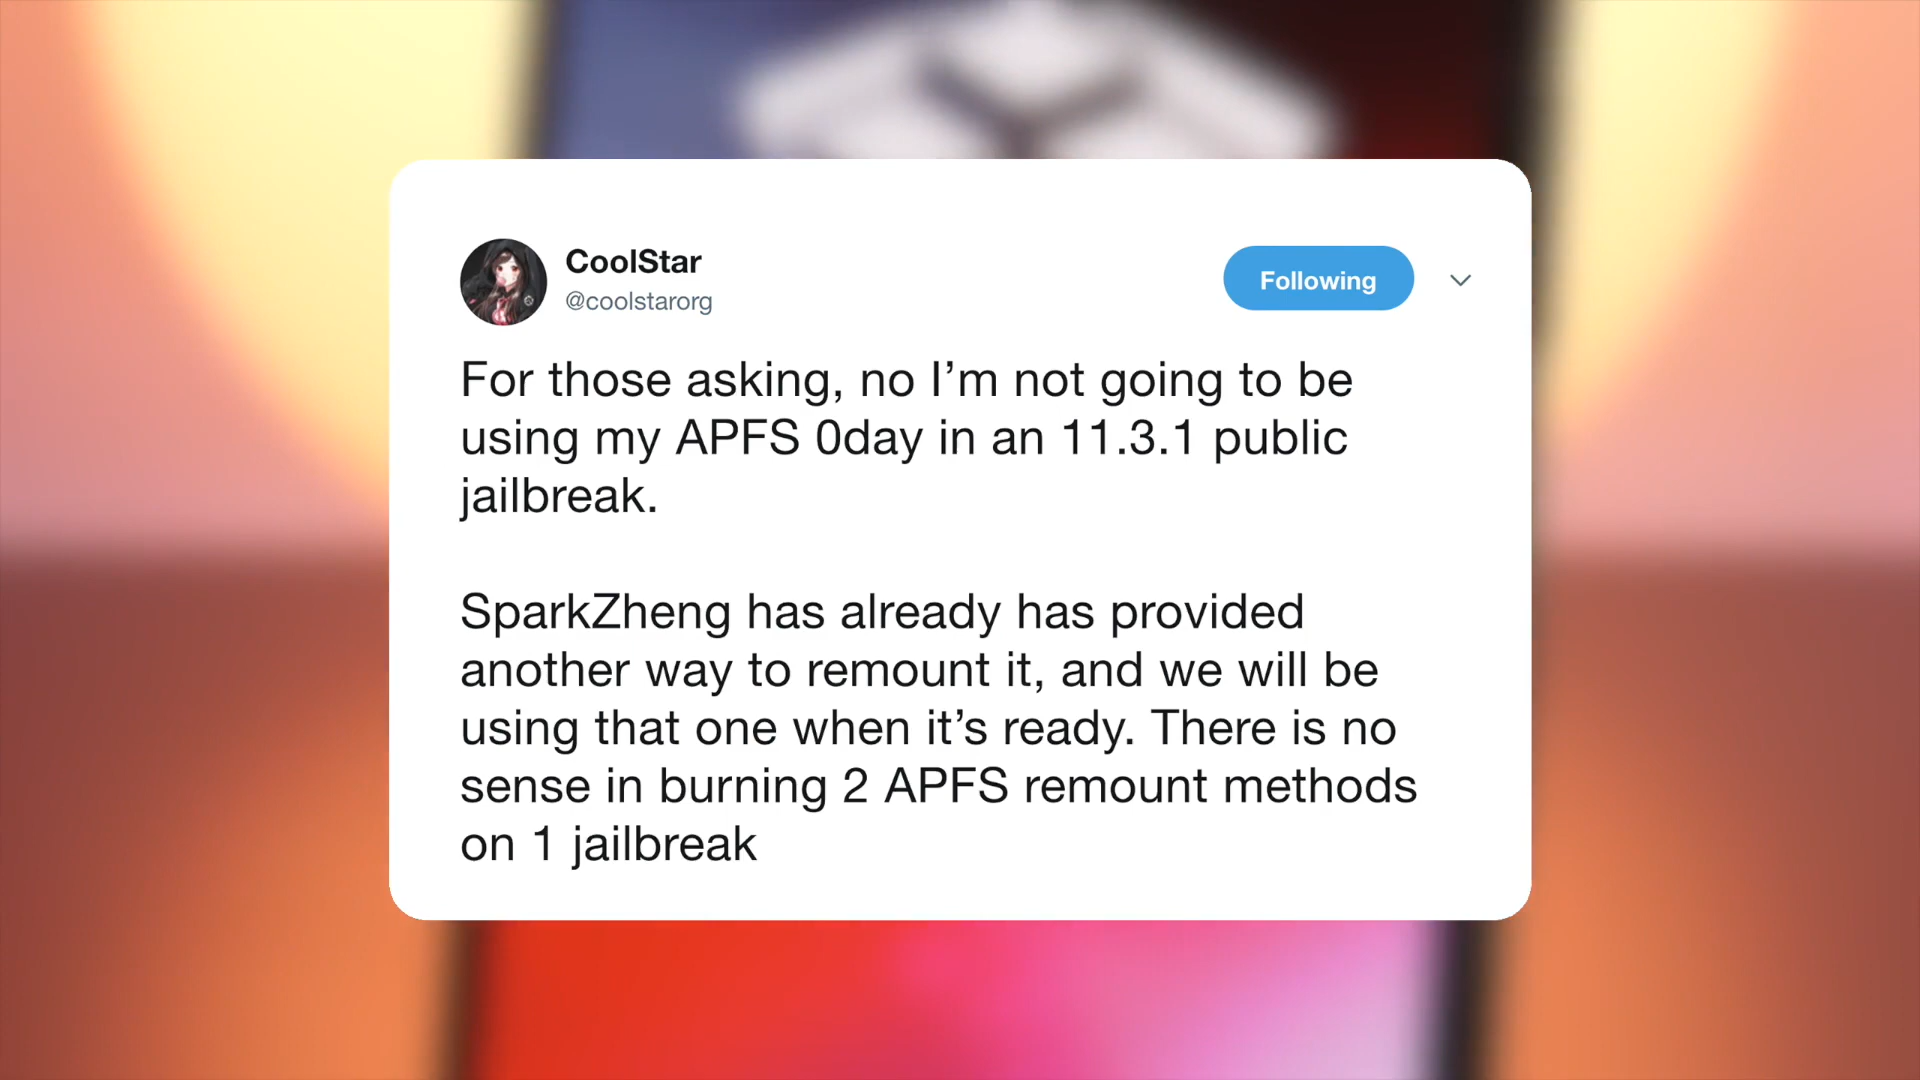 CoolStar
@coolstarorg
Following
For those asking, no I’m not going to be
using my APFS 0day in an 11.3.1 public
jailbreak.
SparkZheng has already has provided
another way to remount it, and we will be
using that one when it’s ready. There is no
sense in burning 2 APFS remount methods
on 1 jailbreak